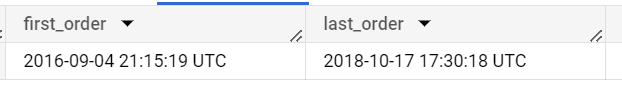 first_order last_order
2016-09-04 21:15:19 UTC 2018-10-17 17:30:18 UTC